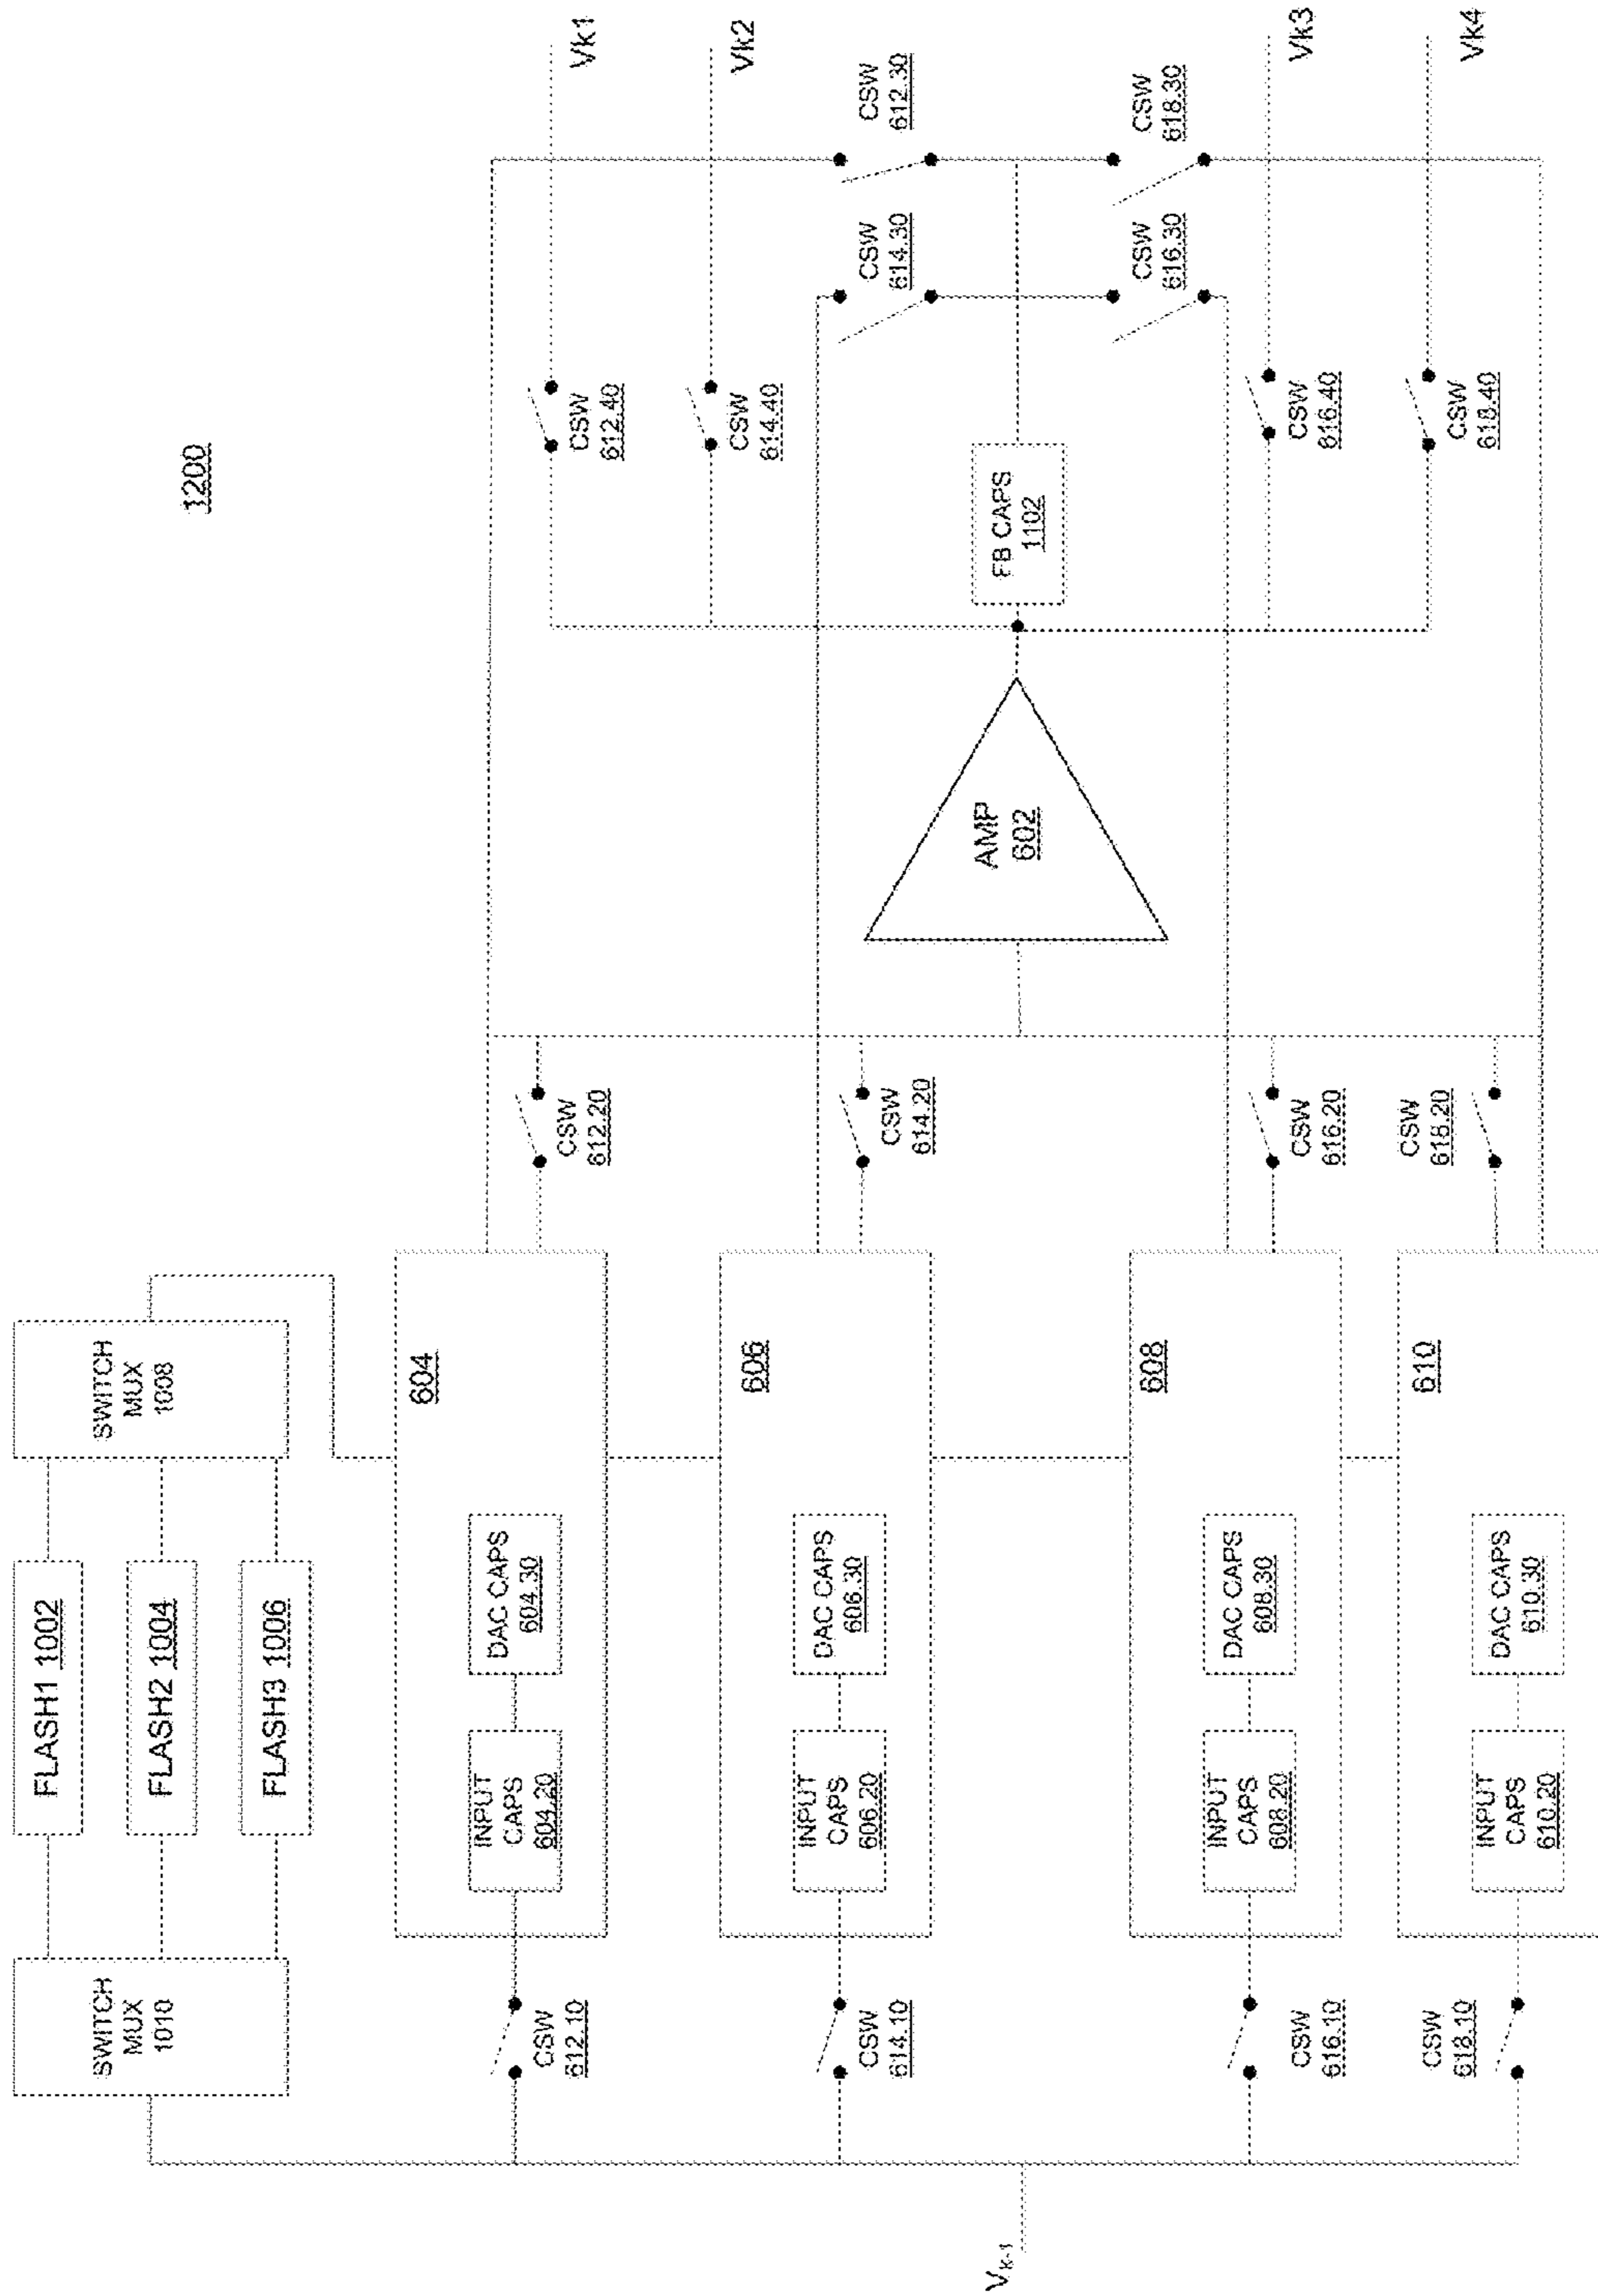 1200
SWITCH
MUX
1010
FLASH1 1002
FLASH2 1004
FLASH3 1006
SWITCH
MUX
1008
Vk-1
CSW
612.10
INPUT
CAPS
604.20
DAC CAPS
604.30
604
CSW
612.20
CSW
612.40
Vk1
CSW
614.40
Vk2
CSW
614.10
INPUT
CAPS
606.20
DAC CAPS
606.30
606
CSW
614.20
CSW
614.30
CSW
612.30
AMP
602
FB CAPS
1102
CSW
616.30
CSW
618.30
CSW
616.10
INPUT
CAPS
608.20
DAC CAPS
608.30
608
CSW
616.20
CSW
616.40
Vk3
CSW
618.10
INPUT
CAPS
610.20
DAC CAPS
610.30
610
CSW
618.20
CSW
618.40
Vk4